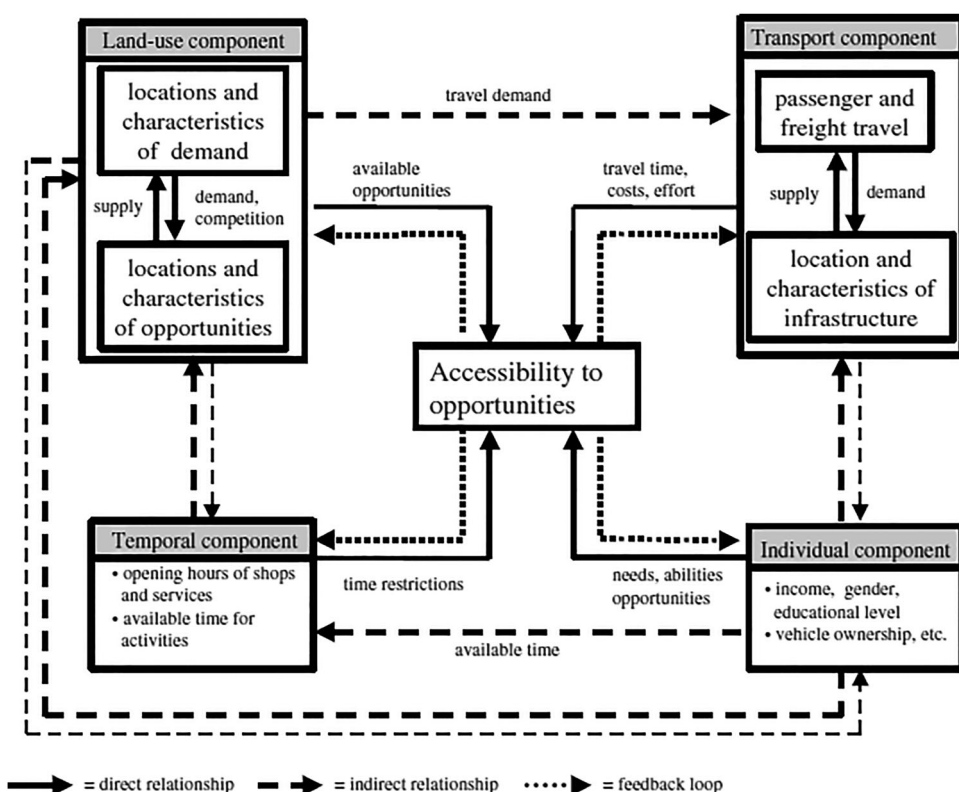 Land-use component
locations and
characteristics
of demand
supply
demand,
competition
locations and
characteristics
of opportunities
travel demand
available
opportunities
travel time,
costs, effort
Transport component
passenger and
freight travel
supply
demand
location and
characteristics of
infrastructure
Accessibility to
opportunities
Temporal component
• opening hours of shops
and services
• available time for
activities
time restrictions
needs, abilities
opportunities
available time
Individual component
• income, gender,
educational level
• vehicle ownership, etc.
= direct relationship
= indirect relationship
= feedback loop